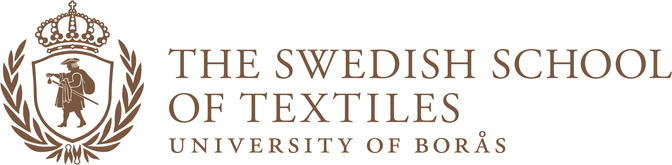 THE SWEDISH SCHOOL
OF TEXTILES
UNIVERSITY OF BORÅS